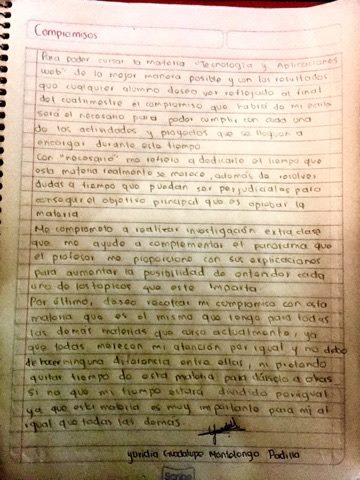 Compromisos
Para poder cursar la materia "Tecnología y Aplicaciones
web" de la mejor manera posible y con los resultados
que cualquier alumno desea ver reflejado al final
del cuatrimestre el compromiso que habrá de mi parte
será el necesario para poder cumplir con cada una
de las actividades y proyectos que se lleguen a
encargar durante este tiempo
Con "necesario" me refiero a dedicarle el tiempo que
esta materia realmente se merece, además de resolver
dudas a tiempo que puedan ser perjudiciales para
conseguir el objetivo principal que es aprobar la
materia
Me comprometo a realizar investigación extra clase
que me ayude a complementar el panorama que
el profesor me proporcione con sus explicaciones
para aumentar la posibilidad de entender cada
uno de los tópicos que este imparta.
Por último, deseo recalcar mi compromiso con esta
materia que es el mismo que tengo para todas
las demás materias que curso actualmente, ya
que todas merecen mi atención por igual y no debo
de hacer ninguna diferencia entre ellas, ni pretendo
quitar tiempo de esta materia para dárselo a otras
si no que mi tiempo estará dividido por igual
ya que esta materia es muy importante para mi al
igual que todas las demás.
Yuridia Guadalupe Montolongo Padilla
Scribe